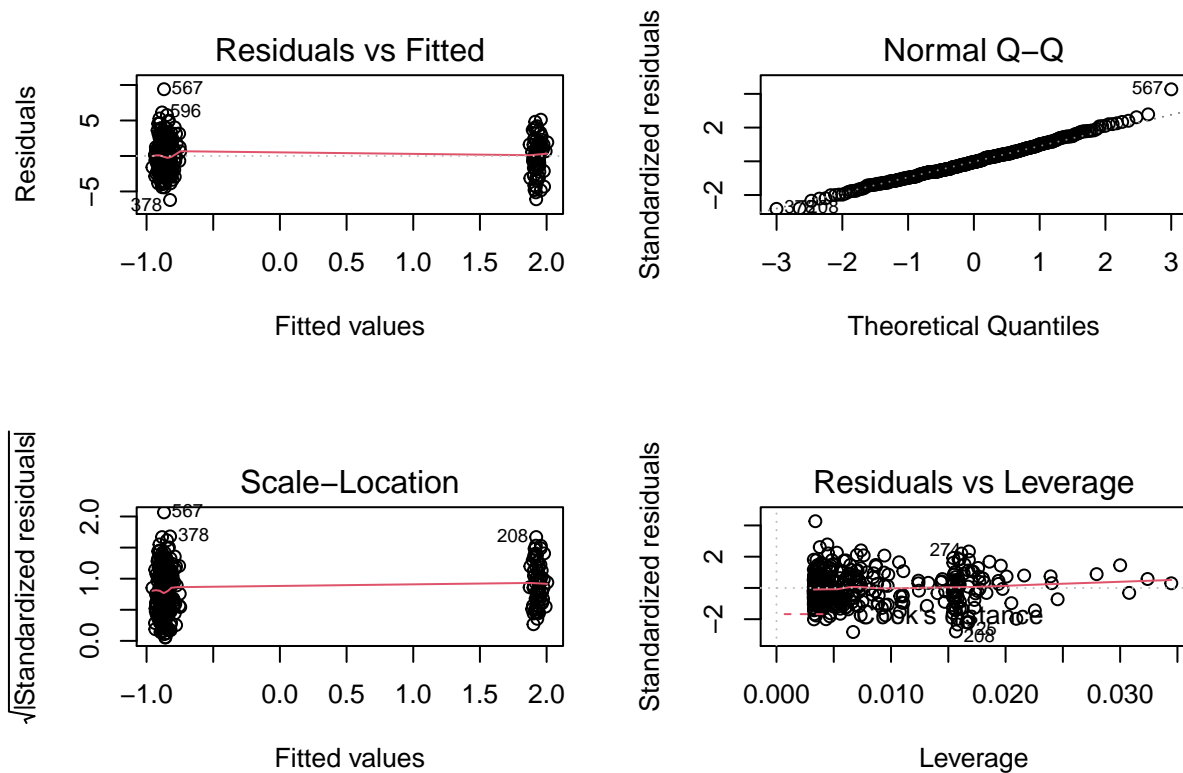 Residuals vs Fitted
Residuals
5
−5
567
596
378
−1.0 0.0 0.5 1.0 1.5 2.0
Fitted values
Normal Q−Q
Standardized residuals
2
−2
567
208
−3 −2 −1 0 1 2 3
Theoretical Quantiles
Scale−Location
√|Standardized residuals|
2.0
1.0
0.0
567
378
208
−1.0 0.0 0.5 1.0 1.5 2.0
Fitted values
Residuals vs Leverage
Standardized residuals
2
−2
274
Cook's distance
208
0.000 0.010 0.020 0.030
Leverage